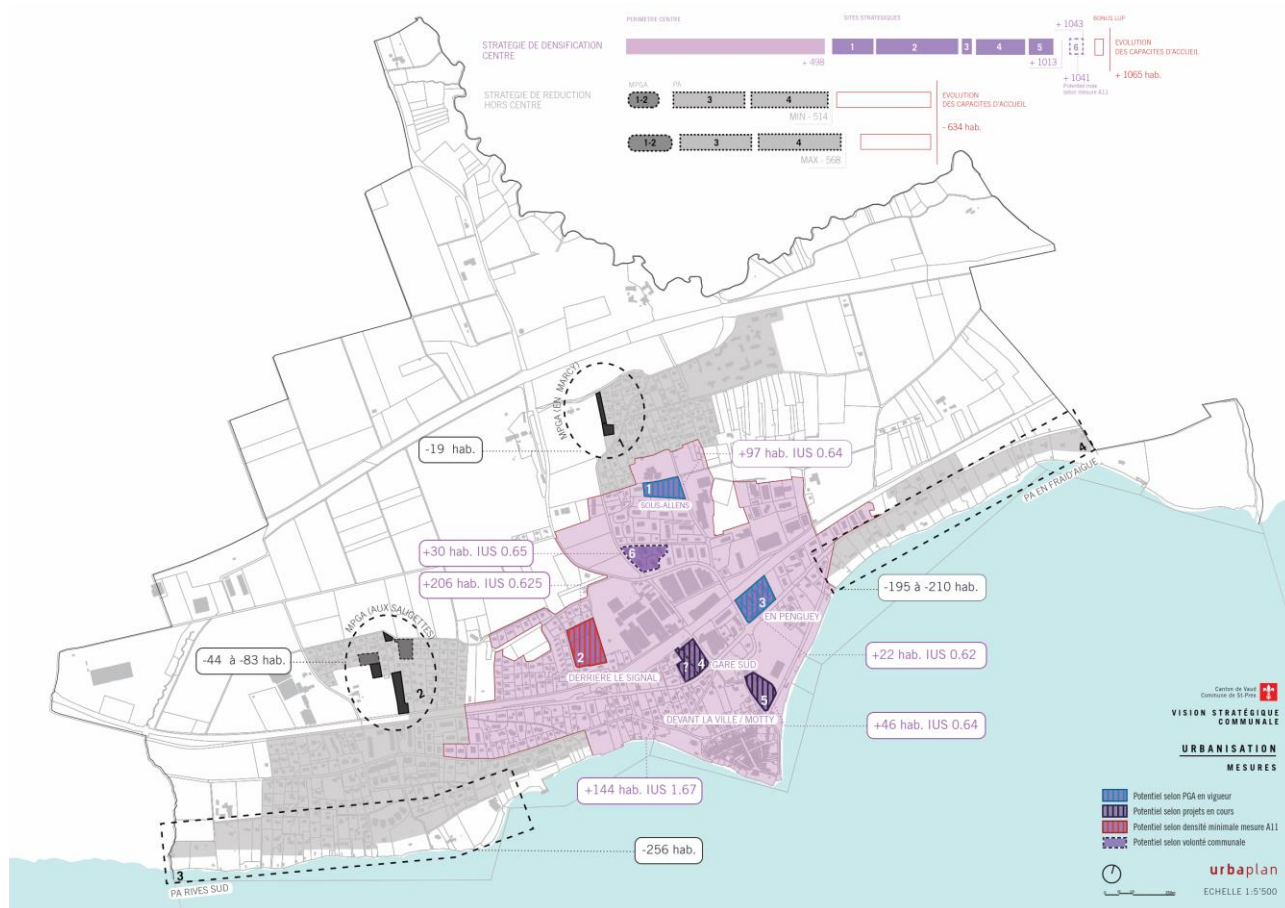 PERIMETRE CENTRE
SITES STRATEGIQUES
+ 1043
BONUS LUP
STRATEGIE DE DENSIFICATION
CENTRE
1
2
3
4
5
6
EVOLUTION
DES CAPACITES D'ACCUEIL
+ 498
+ 1013
+ 1041
Potentiel max
selon mesure A11
+ 1065 hab.
MPGA
PA
STRATEGIE DE REDUCTION
HORS CENTRE
1-2
3
4
EVOLUTION
DES CAPACITES D'ACCUEIL
MIN - 514
- 634 hab.
1-2
3
4
MAX - 568
MPGA (EN MARCY)
1
-19 hab.
+97 hab. IUS 0.64
1
SOUS-ALLENS
4
PA EN FRAID'AIGUE
+30 hab. IUS 0.65
6
+206 hab. IUS 0.625
-195 à -210 hab.
3
EN PENGUEY
MPGA (AUX SAUGETTES)
-44 à -83 hab.
2
2
DERRIERE LE SIGNAL
?
4
GARE SUD
+22 hab. IUS 0.62
5
DEVANT LA VILLE / MOTTY
+46 hab. IUS 0.64
+144 hab. IUS 1.67
-256 hab.
3
PA RIVES SUD
Canton de Vaud
Commune de St-Prex
VISION STRATÉGIQUE
COMMUNALE
URBANISATION
MESURES
Potentiel selon PGA en vigueur
Potentiel selon projets en cours
Potentiel selon densité minimale mesure A11
Potentiel selon volonté communale
urbaplan
ECHELLE 1:5'500